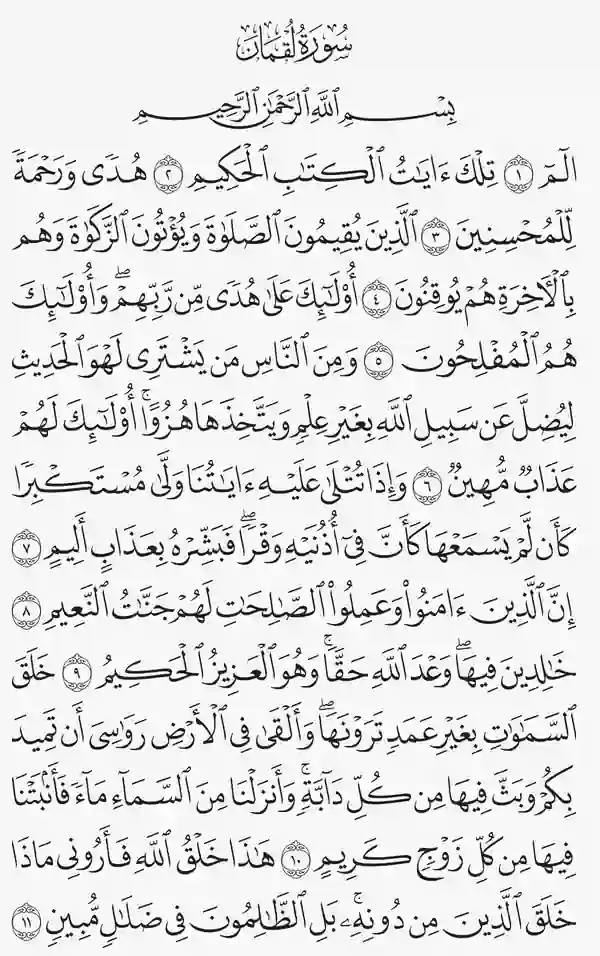 سُورَةُ لُقْمَانَ
بِسْمِ اللَّهِ الرَّحْمَٰنِ الرَّحِيمِ
الٓمٓ ١ تِلْكَ ءَايَٰتُ ٱلْكِتَٰبِ ٱلْحَكِيمِ ٢ هُدًى وَرَحْمَةً
لِّلْمُحْسِنِينَ ٣ ٱلَّذِينَ يُقِيمُونَ ٱلصَّلَوٰةَ وَيُؤْتُونَ ٱلزَّكَوٰةَ وَهُم
بِٱلْأَخِرَةِ هُمْ يُوقِنُونَ ٤ أُو۟لَٰٓئِكَ عَلَىٰ هُدًى مِّن رَّبِّهِمْۖ وَأُو۟لَٰٓئِكَ
هُمُ ٱلْمُفْلِحُونَ ٥ وَمِنَ ٱلنَّاسِ مَن يَشْتَرِى لَهْوَ ٱلْحَدِيثِ
لِيُضِلَّ عَن سَبِيلِ ٱللَّهِ بِغَيْرِ عِلْمٍ وَيَتَّخِذَهَا هُزُوًاۚ أُو۟لَٰٓئِكَ لَهُمْ
عَذَابٌ مُّهِينٌ ٦ وَإِذَا تُتْلَىٰ عَلَيْهِ ءَايَٰتُنَا وَلَّىٰ مُسْتَكْبِرًا
كَأَن لَّمْ يَسْمَعْهَا كَأَنَّ فِىٓ أُذُنَيْهِ وَقْرًاۖ فَبَشِّرْهُ بِعَذَابٍ أَلِيمٍ ٧
إِنَّ ٱلَّذِينَ ءَامَنُوا۟ وَعَمِلُوا۟ ٱلصَّٰلِحَٰتِ لَهُمْ جَنَّٰتُ ٱلنَّعِيمِ ٨
خَٰلِدِينَ فِيهَاۖ وَعْدَ ٱللَّهِ حَقًّاۚ وَهُوَ ٱلْعَزِيزُ ٱلْحَكِيمُ ٩ خَلَقَ
ٱلسَّمَٰوَٰتِ بِغَيْرِ عَمَدٍ تَرَوْنَهَاۖ وَأَلْقَىٰ فِى ٱلْأَرْضِ رَوَٰسِىَ أَن تَمِيدَ
بِكُمْ وَبَثَّ فِيهَا مِن كُلِّ دَآبَّةٍۚ وَأَنزَلْنَا مِنَ ٱلسَّمَآءِ مَآءً فَأَنۢبَتْنَا
فِيهَا مِن كُلِّ زَوْجٍ كَرِيمٍ ١٠ هَٰذَا خَلْقُ ٱللَّهِ فَأَرُونِى مَاذَا
خَلَقَ ٱلَّذِينَ مِن دُونِهِۦۚ بَلِ ٱلظَّٰلِمُونَ فِى ضَلَٰلٍ مُّبِينٍ ١١